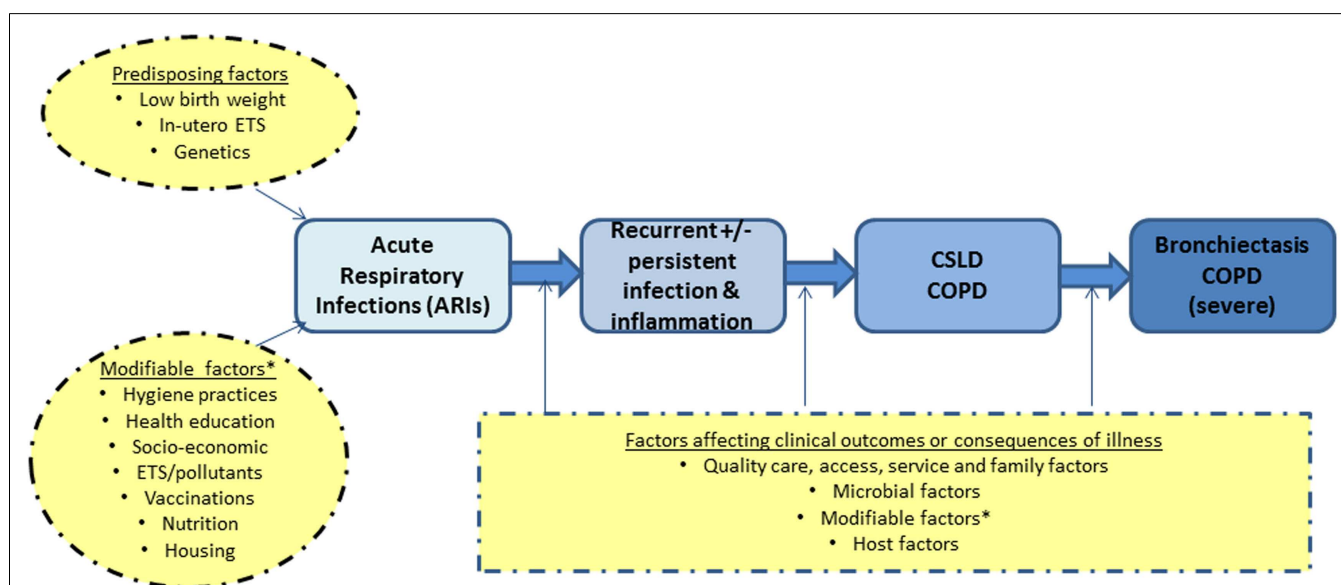 Predisposing factors
• Low birth weight
• In-utero ETS
• Genetics
Acute
Respiratory
Infections (ARIs)
Recurrent +/-
persistent
infection &
inflammation
CSLD
COPD
Bronchiectasis
COPD
(severe)
Modifiable factors*
• Hygiene practices
• Health education
• Socio-economic
• ETS/pollutants
• Vaccinations
• Nutrition
• Housing
Factors affecting clinical outcomes or consequences of illness
• Quality care, access, service and family factors
• Microbial factors
• Modifiable factors*
• Host factors